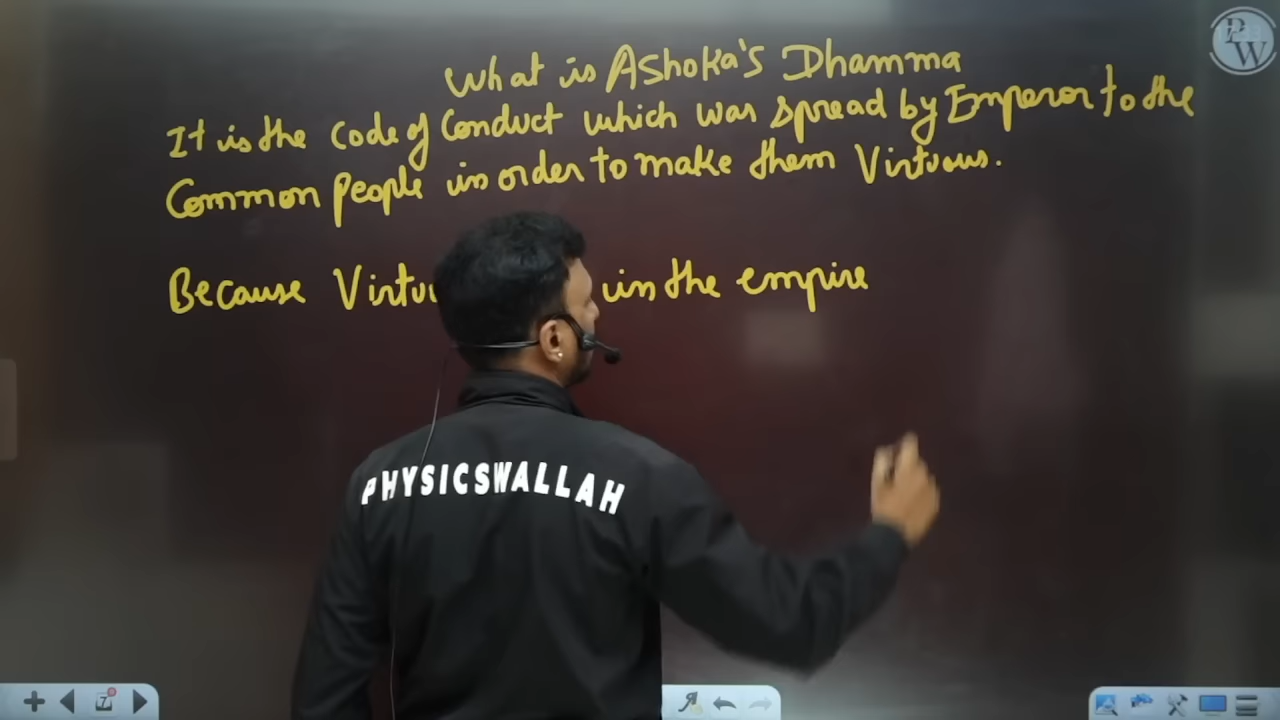 What is Ashoka's Dhamma
It is the Code of Conduct which was spread by Emperor to the
Common People in order to make them Virtuous.
Because in the empire
PHYSICSWALLAH
PW